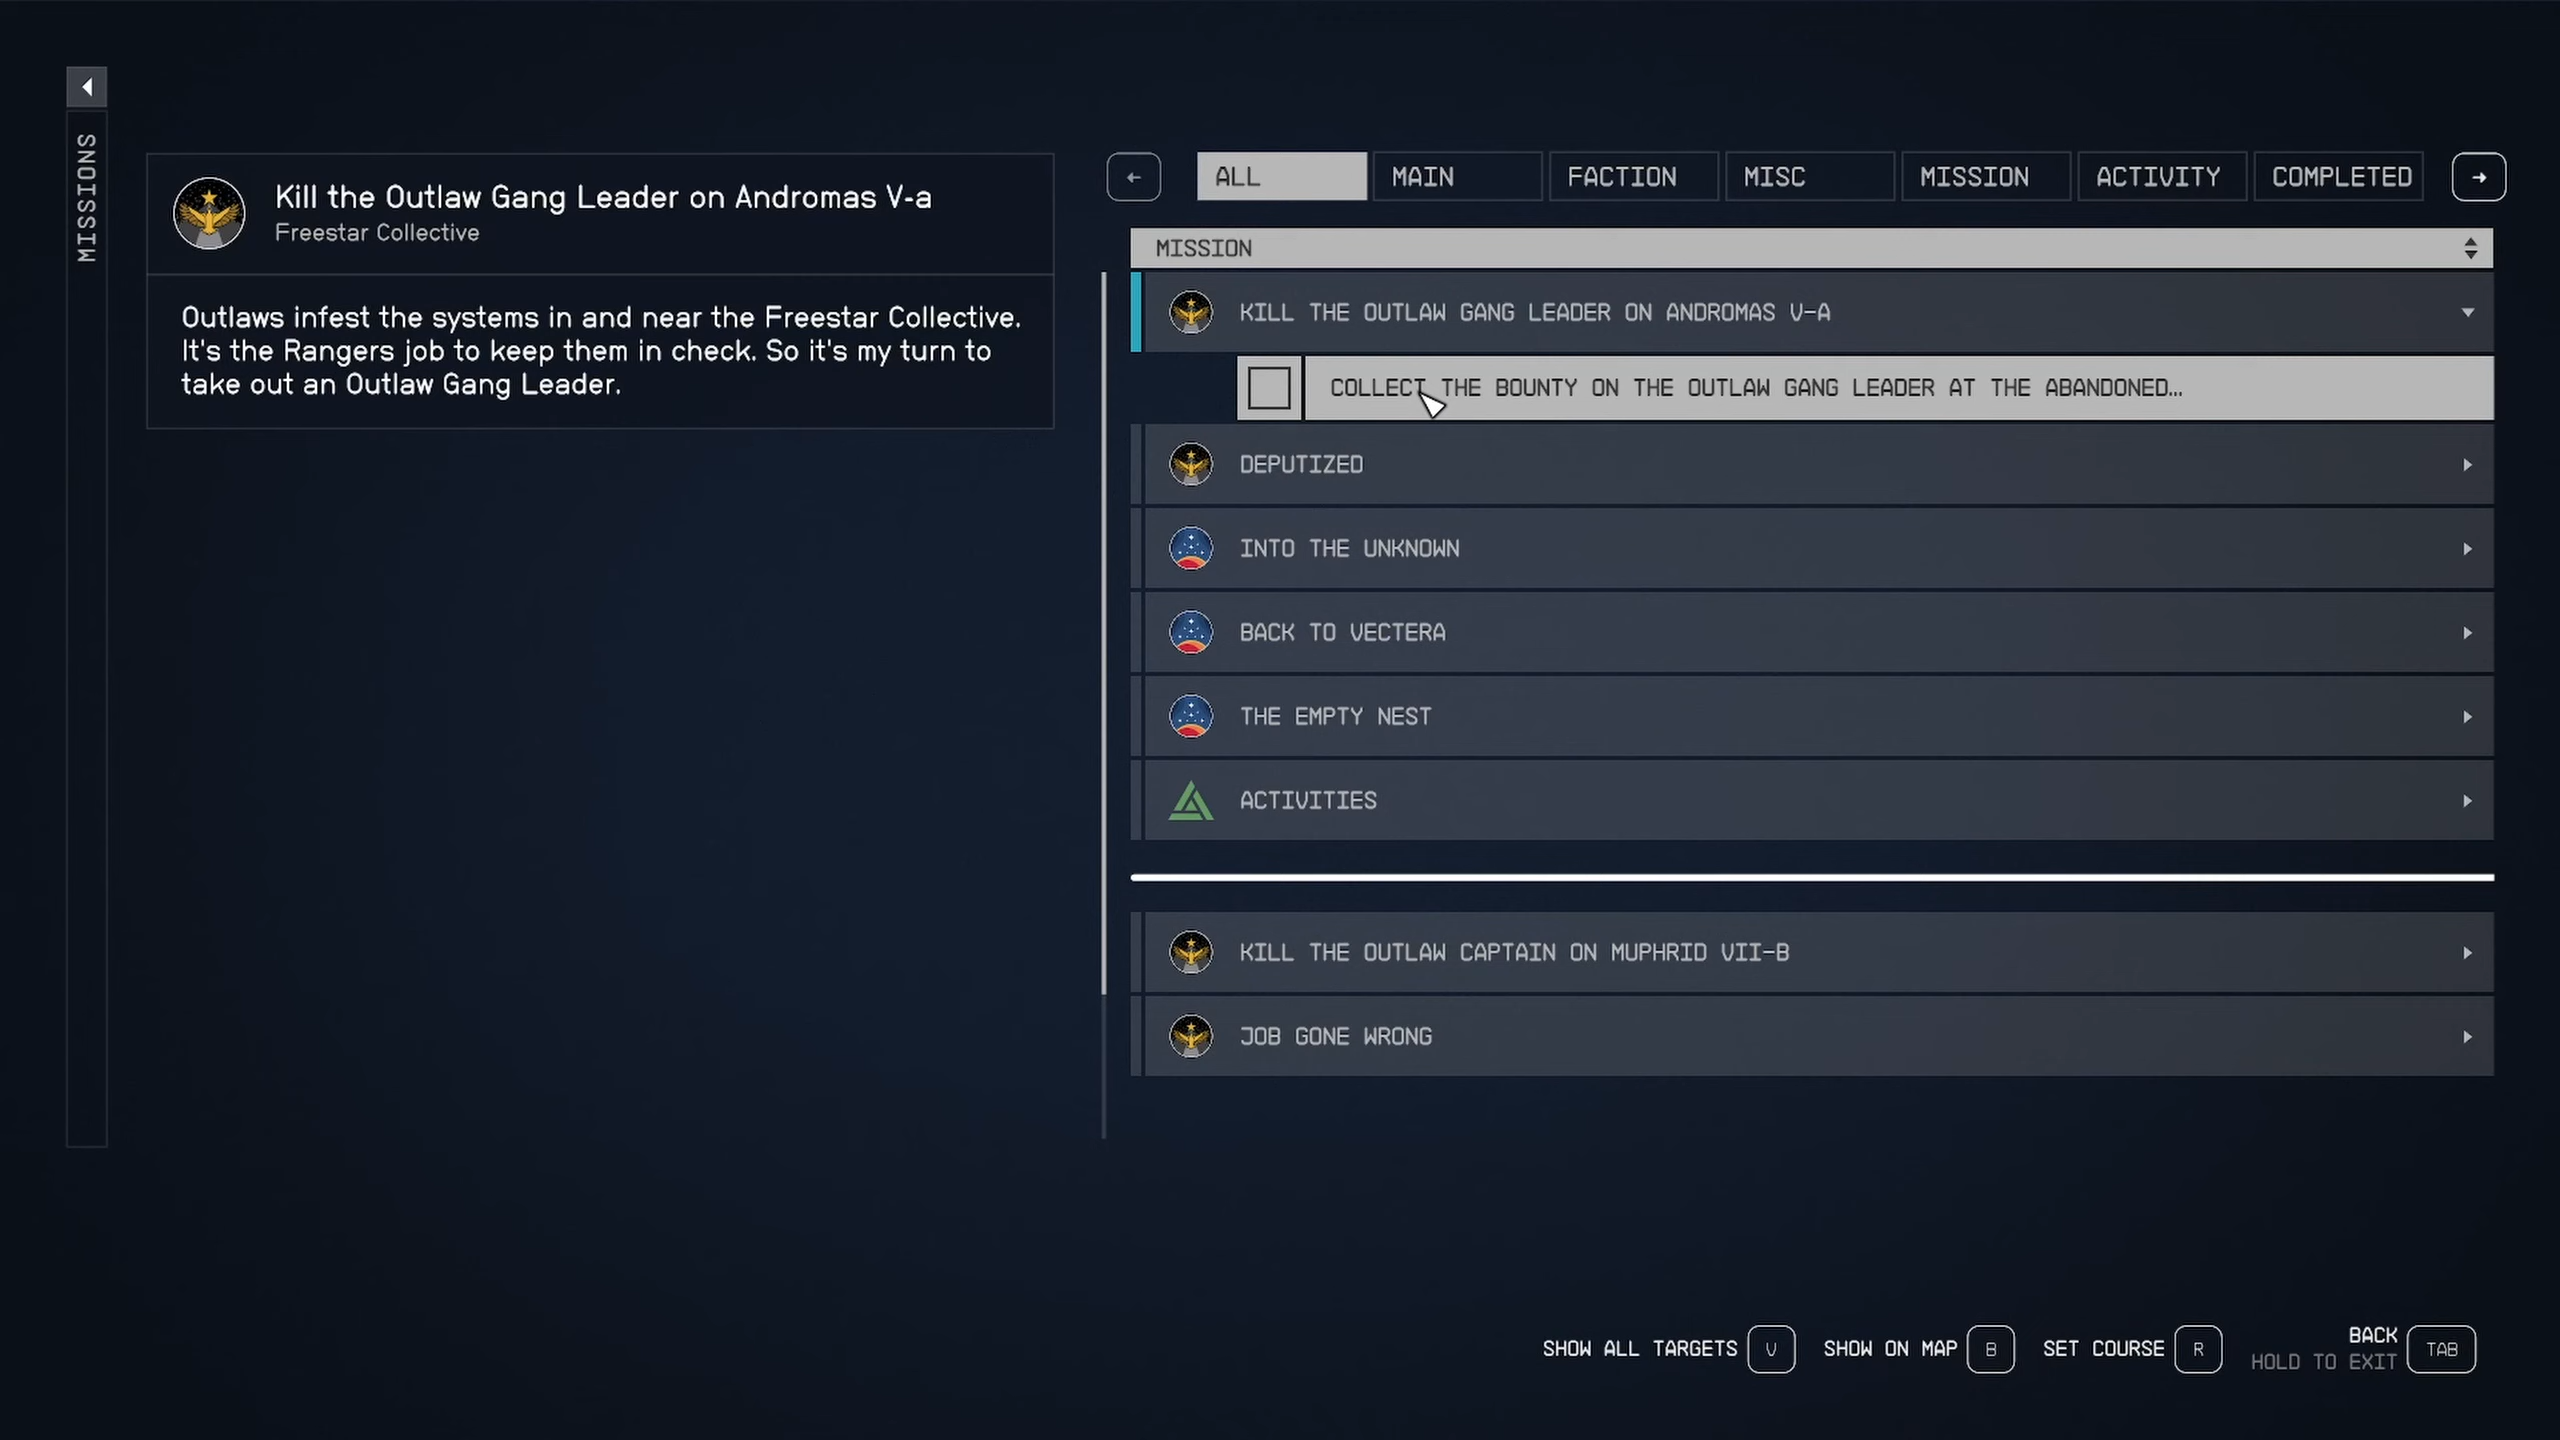 MISSIONS
Kill the Outlaw Gang Leader on Andromas V-a
Freestar Collective
Outlaws infest the systems in and near the Freestar Collective.
It's the Rangers job to keep them in check. So it's my turn to
take out an Outlaw Gang Leader.
ALL MAIN FACTION MISC MISSION ACTIVITY COMPLETED
MISSION
KILL THE OUTLAW GANG LEADER ON ANDROMAS V-A
COLLECT THE BOUNTY ON THE OUTLAW GANG LEADER AT THE ABANDONED...
DEPUTIZED
INTO THE UNKNOWN
BACK TO VECTERA
THE EMPTY NEST
ACTIVITIES
KILL THE OUTLAW CAPTAIN ON MUPHRID VII-B
JOB GONE WRONG
SHOW ALL TARGETS V SHOW ON MAP B SET COURSE R BACK TAB
HOLD TO EXIT